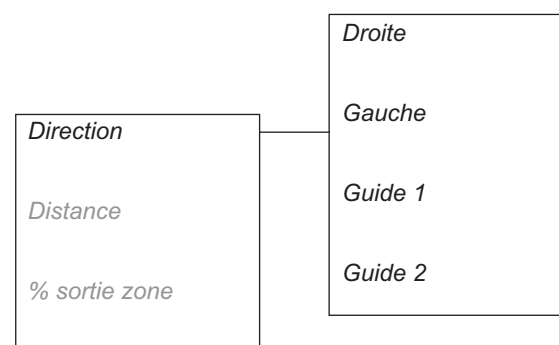 Direction
Distance
% sortie zone
Droite
Gauche
Guide 1
Guide 2